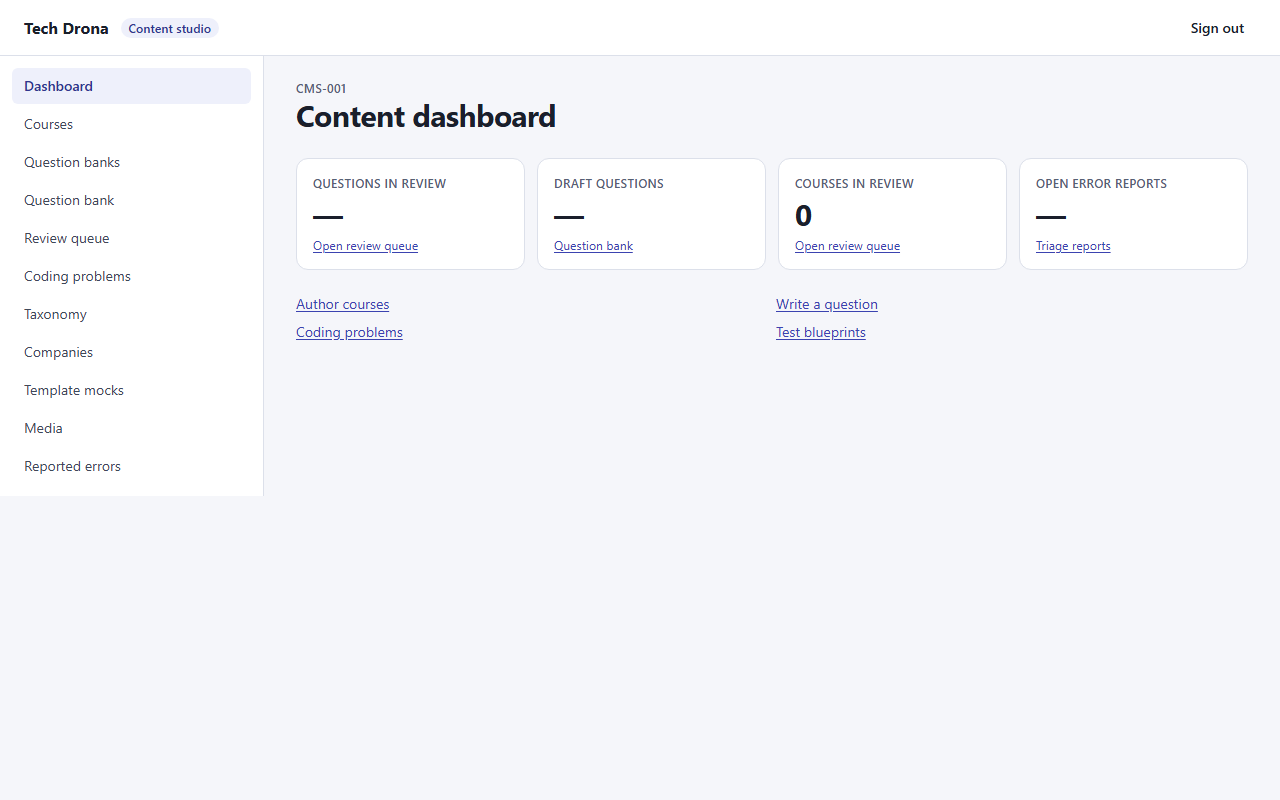 Tech Drona Content studio Sign out
Dashboard
Courses
Question banks
Question bank
Review queue
Coding problems
Taxonomy
Companies
Template mocks
Media
Reported errors
CMS-001
Content dashboard
QUESTIONS IN REVIEW
—
Open review queue
DRAFT QUESTIONS
—
Question bank
COURSES IN REVIEW
0
Open review queue
OPEN ERROR REPORTS
—
Triage reports
Author courses
Write a question
Coding problems
Test blueprints